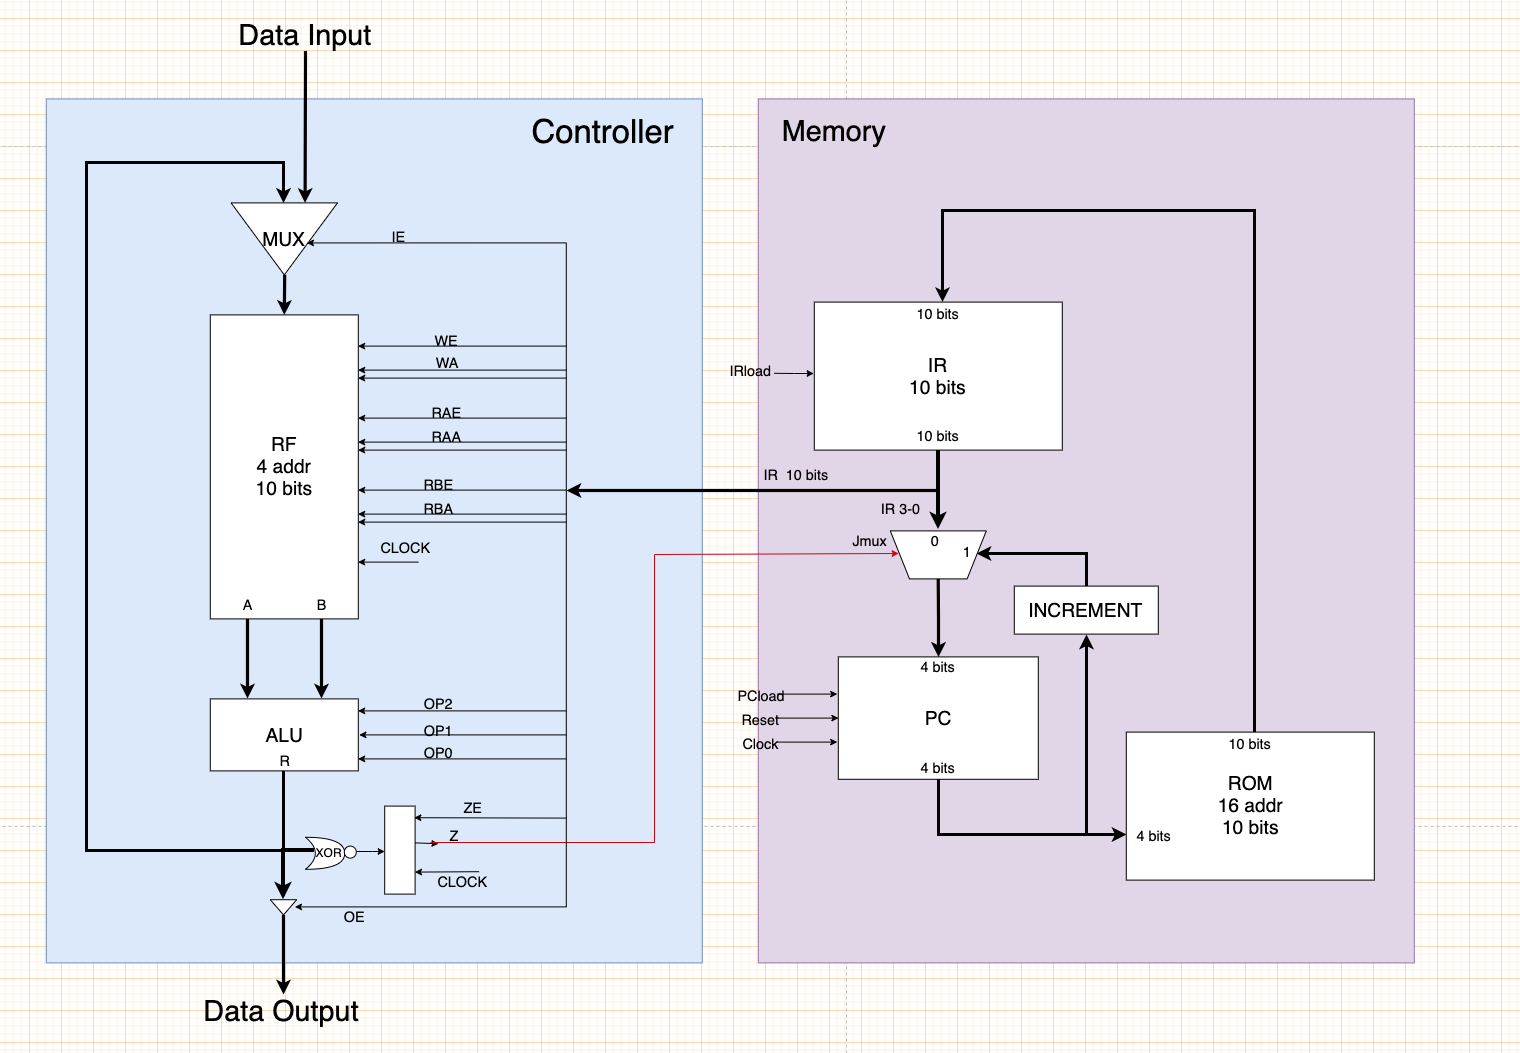 Data Input
Controller
MUX
IE
WE
WA
RAE
RAA
RBE
RBA
CLOCK
RF
4 addr
10 bits
A
B
ALU
R
OP2
OP1
OP0
XOR
ZE
Z
CLOCK
OE
Data Output
Memory
10 bits
IR
10 bits
10 bits
IRload
IR 10 bits
IR 3-0
Jmux
0
1
INCREMENT
4 bits
PC
4 bits
PCload
Reset
Clock
10 bits
ROM
16 addr
10 bits
4 bits